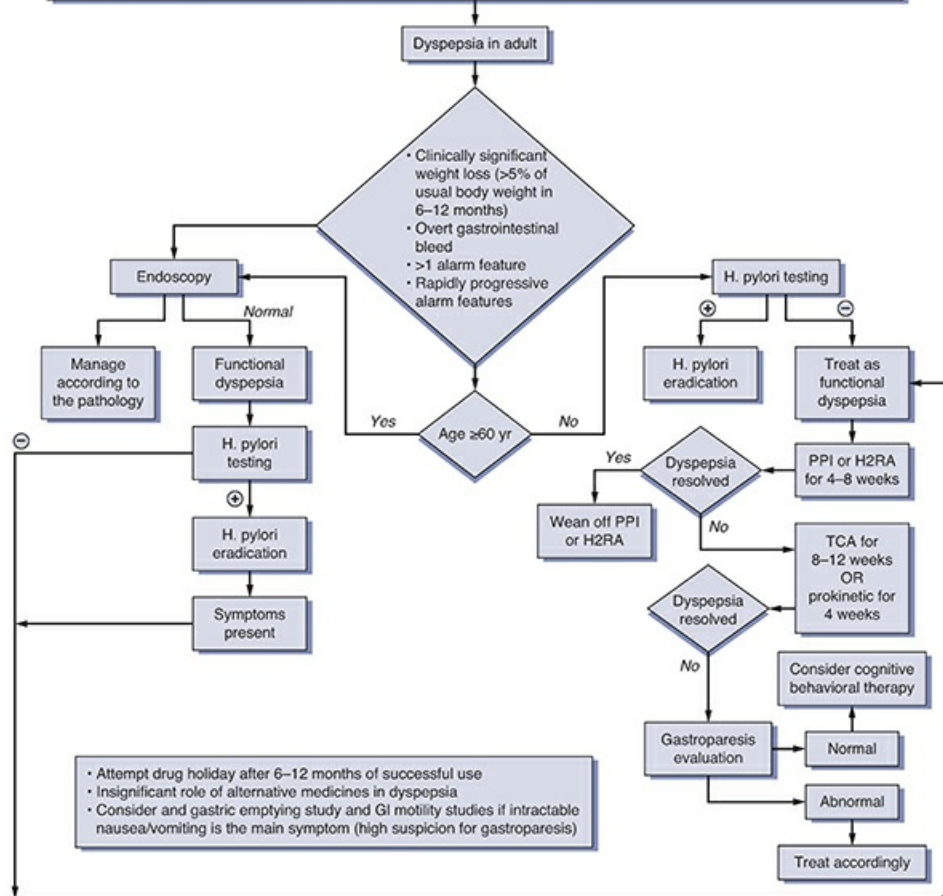 Dyspepsia in adult
• Clinically significant
weight loss (>5% of
usual body weight in
6–12 months)
• Overt gastrointestinal
bleed
• >1 alarm feature
• Rapidly progressive
alarm features
Endoscopy
H. pylori testing
Normal
⊕
⊖
Manage
according to
the pathology
Functional
dyspepsia
H. pylori
eradication
Treat as
functional
dyspepsia
Yes
Age ≥60 yr
No
⊖
H. pylori
testing
Yes
Dyspepsia
resolved
PPI or H2RA
for 4–8 weeks
⊕
Wean off PPI
or H2RA
No
H. pylori
eradication
TCA for
8–12 weeks
OR
prokinetic for
4 weeks
Symptoms
present
Dyspepsia
resolved
No
Consider cognitive
behavioral therapy
Gastroparesis
evaluation
Normal
Abnormal
Treat accordingly
• Attempt drug holiday after 6–12 months of successful use
• Insignificant role of alternative medicines in dyspepsia
• Consider and gastric emptying study and GI motility studies if intractable
nausea/vomiting is the main symptom (high suspicion for gastroparesis)